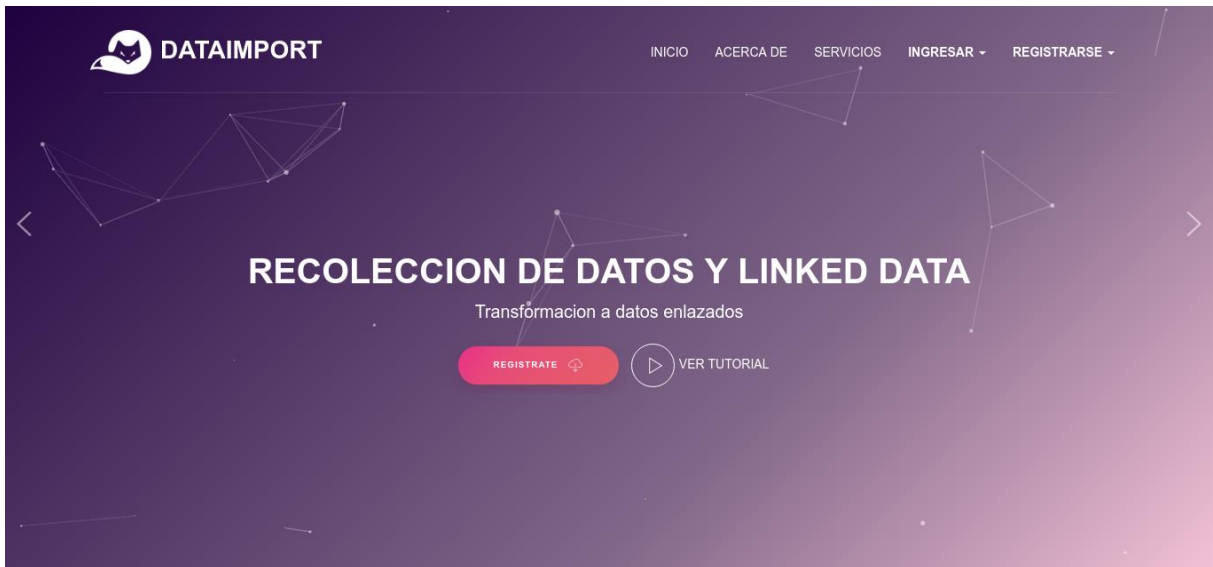 DATAIMPORT
INICIO ACERCA DE SERVICIOS INGRESAR REGISTRARSE
RECOLECCION DE DATOS Y LINKED DATA
Transformacion a datos enlazados
REGISTRATE VER TUTORIAL